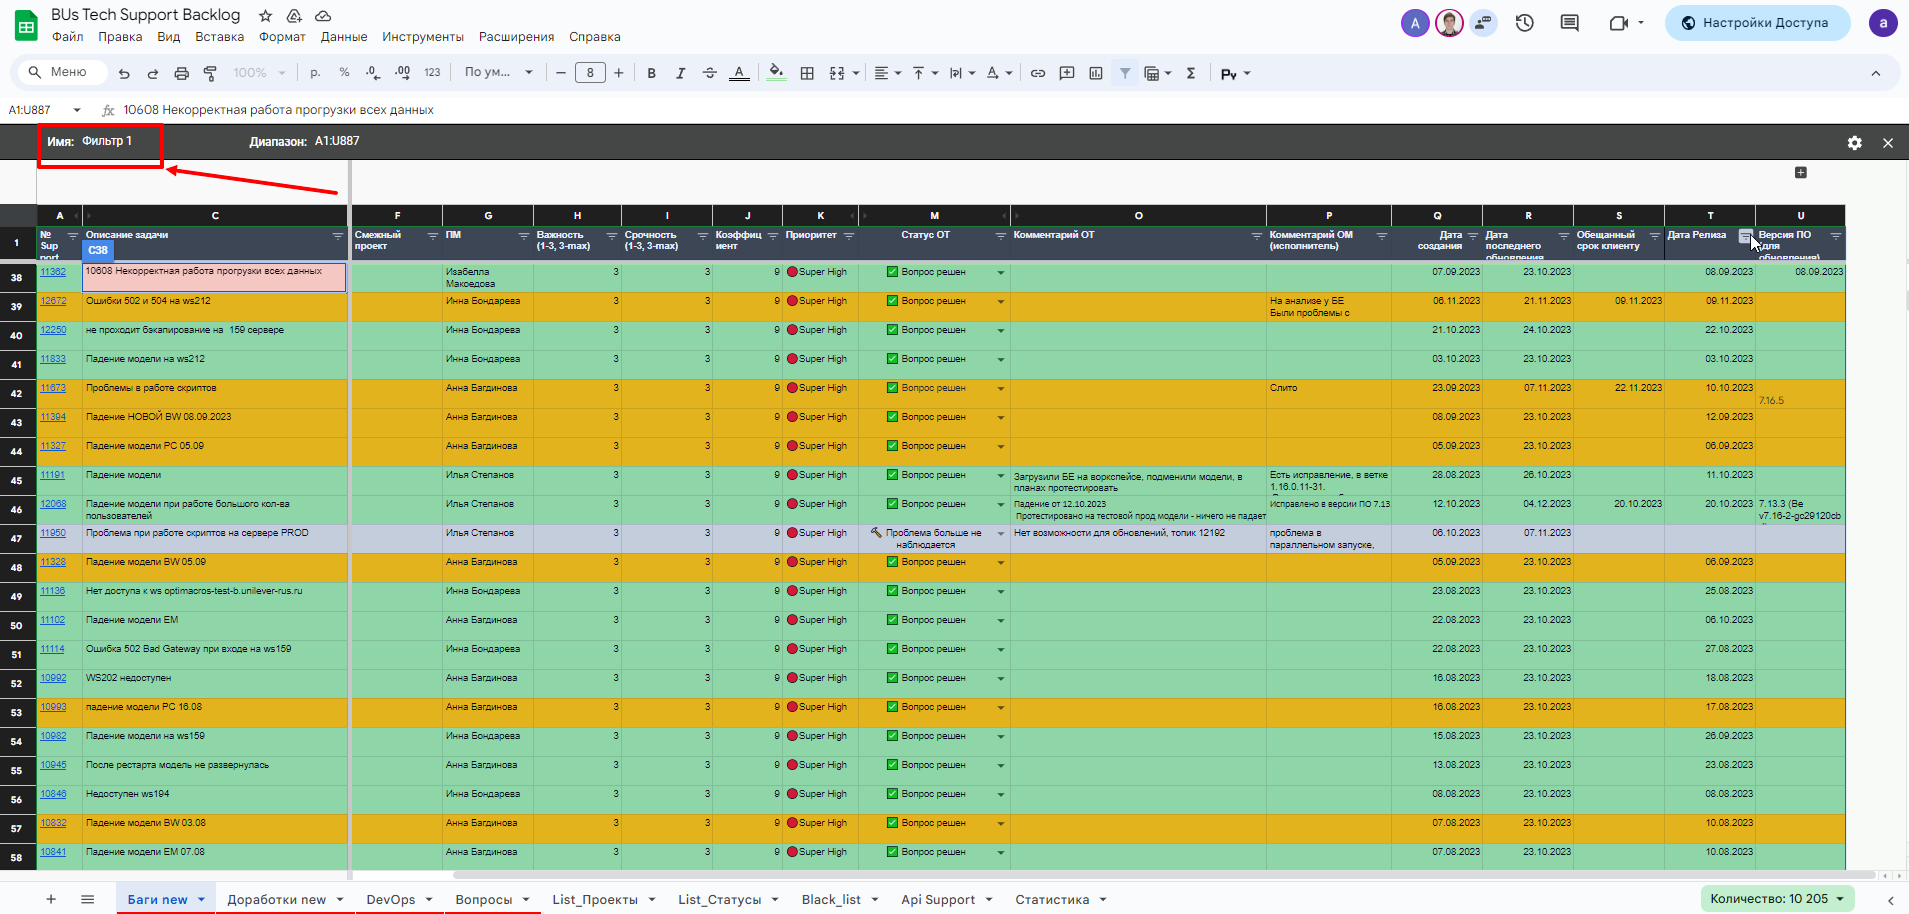 BUs Tech Support Backlog
Файл Правка Вид Вставка Формат Данные Инструменты Расширения Справка
A Настройки Доступа a
Меню 100% р. % .0 .00 123 По ум... 8 B I A Σ Ру
A1:U887 fx 10608 Некорректная работа прогрузки всех данных
Имя: Фильтр 1 Диапазон: A1:U887
A C F G H I J K M O P Q R S T U
1 № Sup port Описание задачи Смежный проект ПМ Важность (1-3, 3-max) Срочность (1-3, 3-max) Коэффиц иент Приоритет Статус ОТ Комментарий ОТ Комментарий ОМ (исполнитель) Дата создания Дата последнего обновления Обещанный срок клиенту Дата Релиза Версия ПО (для обновления)
C38
38 11362 10608 Некорректная работа прогрузки всех данных Изабелла Макоедова 3 3 9 Super High Вопрос решен 07.09.2023 23.10.2023 08.09.2023 08.09.2023
39 12672 Ошибки 502 и 504 на ws212 Инна Бондарева 3 3 9 Super High Вопрос решен На анализе у БЕ Были проблемы с 06.11.2023 21.11.2023 09.11.2023 09.11.2023
40 12250 не проходит бэкапирование на 159 сервере Инна Бондарева 3 3 9 Super High Вопрос решен 21.10.2023 24.10.2023 22.10.2023
41 11833 Падение модели на ws212 Инна Бондарева 3 3 9 Super High Вопрос решен 03.10.2023 23.10.2023 03.10.2023
42 11673 Проблемы в работе скриптов Анна Багдинова 3 3 9 Super High Вопрос решен Слито 23.09.2023 07.11.2023 22.11.2023 10.10.2023 7.16.5
43 11394 Падение НОВОЙ BW 08.09.2023 Анна Багдинова 3 3 9 Super High Вопрос решен 08.09.2023 23.10.2023 12.09.2023
44 11327 Падение модели PC 05.09 Анна Багдинова 3 3 9 Super High Вопрос решен 05.09.2023 23.10.2023 06.09.2023
45 11191 Падение модели Илья Степанов 3 3 9 Super High Вопрос решен Загрузили БЕ на воркспейсе, подменили модели, в планах протестировать Есть исправление, в ветке 1.16.0.11-31. 28.08.2023 26.10.2023 11.10.2023
46 12068 Падение модели при работе большого кол-ва пользователей Илья Степанов 3 3 9 Super High Вопрос решен Падение от 12.10.2023 Протестировано на тестовой прод модели - ничего не падает Исправлено в версии ПО 7.13 12.10.2023 04.12.2023 20.10.2023 20.10.2023 7.13.3 (Be v7.16-2-gc29120cb
47 11950 Проблема при работе скриптов на сервере PROD Илья Степанов 3 3 9 Super High Проблема больше не наблюдается Нет возможности для обновлений, топик 12192 проблема в параллельном запуске, 06.10.2023 07.11.2023
48 11328 Падение модели BW 05.09 Анна Багдинова 3 3 9 Super High Вопрос решен 05.09.2023 23.10.2023 06.09.2023
49 11136 Нет доступа к ws optimacros-test-b.unilever-rus.ru Инна Бондарева 3 3 9 Super High Вопрос решен 23.08.2023 23.10.2023 25.08.2023
50 11102 Падение модели EM Анна Багдинова 3 3 9 Super High Вопрос решен 22.08.2023 23.10.2023 06.10.2023
51 11114 Ошибка 502 Bad Gateway при входе на ws159 Инна Бондарева 3 3 9 Super High Вопрос решен 22.08.2023 23.10.2023 27.08.2023
52 10992 WS202 недоступен Инна Бондарева 3 3 9 Super High Вопрос решен 16.08.2023 23.10.2023 18.08.2023
53 10993 падение модели PC 16.08 Анна Багдинова 3 3 9 Super High Вопрос решен 16.08.2023 23.10.2023 17.08.2023
54 10982 Падение модели на ws159 Инна Бондарева 3 3 9 Super High Вопрос решен 15.08.2023 23.10.2023 26.09.2023
55 10945 После рестарта модель не развернулась Анна Багдинова 3 3 9 Super High Вопрос решен 13.08.2023 23.10.2023 23.08.2023
56 10846 Недоступен ws194 Инна Бондарева 3 3 9 Super High Вопрос решен 08.08.2023 23.10.2023 08.08.2023
57 10832 Падение модели BW 03.08 Анна Багдинова 3 3 9 Super High Вопрос решен 07.08.2023 23.10.2023 10.08.2023
58 10841 Падение модели EM 07.08 Анна Багдинова 3 3 9 Super High Вопрос решен 07.08.2023 23.10.2023 10.08.2023
Баги new Доработки new DevOps Вопросы List_Проекты List_Статусы Black_list Api Support Статистика Количество: 10 205